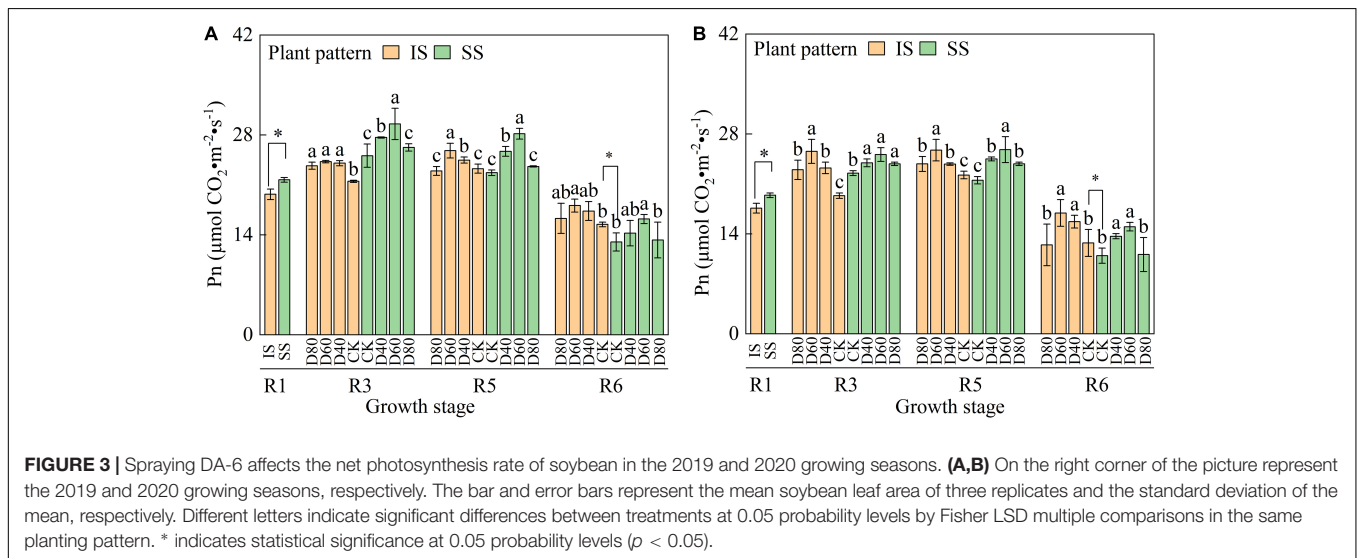 A
42
28
14
0
Pn (μmol CO2•m-2•s-1)
Plant pattern IS SS
*
a a a b c b a c
c a b c c b a c
ab a ab b * b ab a b
IS SS D80 D60 D40 CK CK D40 D60 D80 D80 D60 D40 CK CK D40 D60 D80 D80 D60 D40 CK CK D40 D60 D80
R1 R3 R5 R6
Growth stage
B
42
28
14
0
Pn (μmol CO2•m-2•s-1)
Plant pattern IS SS
*
b a b c b a a a
b a b c c b a b
b a a b * b a a b
IS SS D80 D60 D40 CK CK D40 D60 D80 D80 D60 D40 CK CK D40 D60 D80 D80 D60 D40 CK CK D40 D60 D80
R1 R3 R5 R6
Growth stage
FIGURE 3 | Spraying DA-6 affects the net photosynthesis rate of soybean in the 2019 and 2020 growing seasons. (A,B) On the right corner of the picture represent
the 2019 and 2020 growing seasons, respectively. The bar and error bars represent the mean soybean leaf area of three replicates and the standard deviation of the
mean, respectively. Different letters indicate significant differences between treatments at 0.05 probability levels by Fisher LSD multiple comparisons in the same
planting pattern. * indicates statistical significance at 0.05 probability levels (p < 0.05).